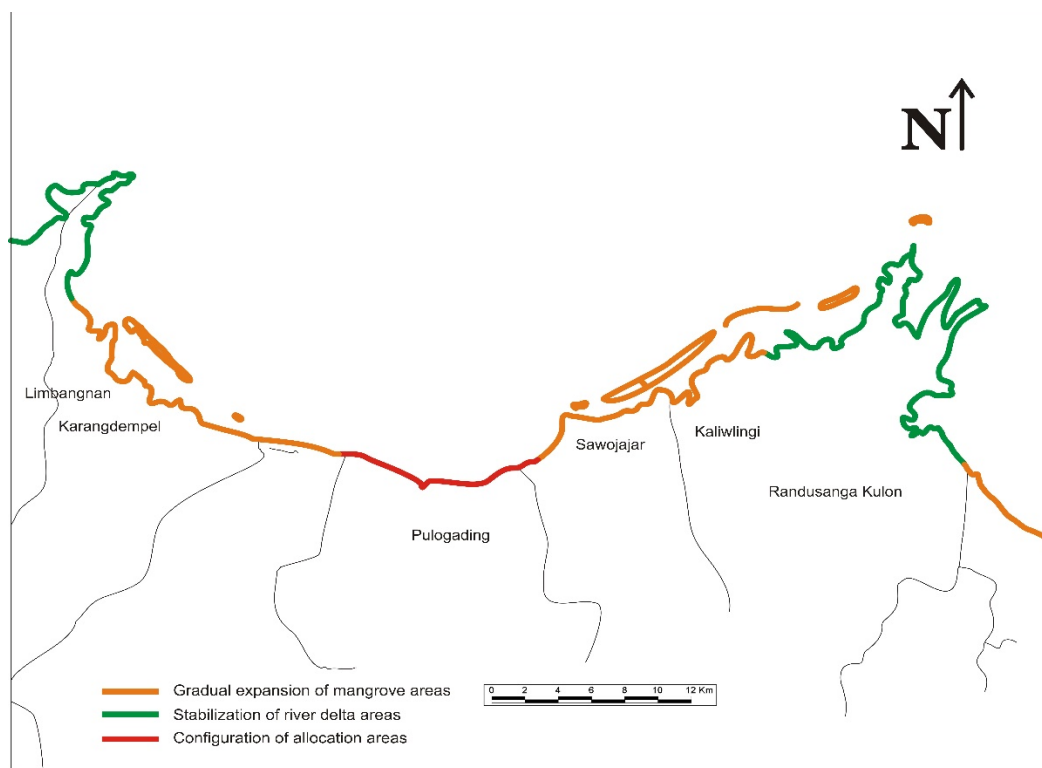 N
Limbangnan
Karangdempel
Sawojajar
Kaliwlingi
Randusanga Kulon
Pulogading
Gradual expansion of mangrove areas
Stabilization of river delta areas
Configuration of allocation areas
0 2 4 6 8 10 12 Km